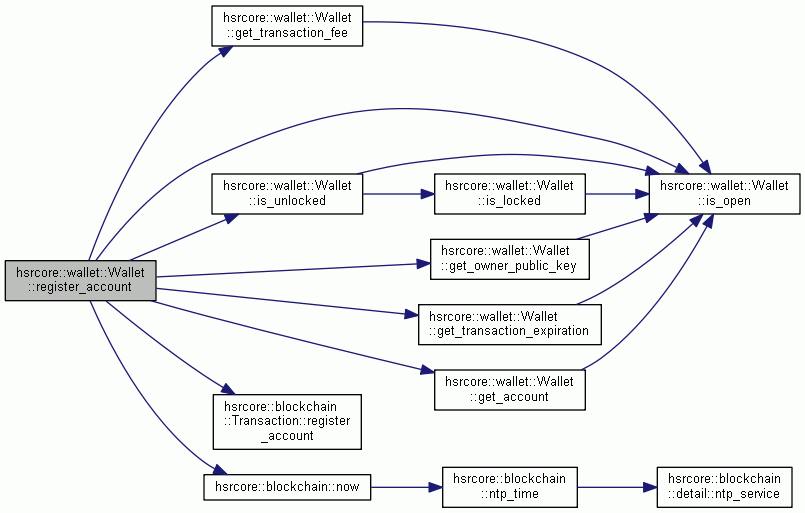 hsrcore::wallet::Wallet
::get_transaction_fee
hsrcore::wallet::Wallet
::is_unlocked
hsrcore::wallet::Wallet
::is_locked
hsrcore::wallet::Wallet
::is_open
hsrcore::wallet::Wallet
::register_account
hsrcore::wallet::Wallet
::get_owner_public_key
hsrcore::wallet::Wallet
::get_transaction_expiration
hsrcore::wallet::Wallet
::get_account
hsrcore::blockchain
::Transaction::register
_account
hsrcore::blockchain::now
hsrcore::blockchain
::ntp_time
hsrcore::blockchain
::detail::ntp_service